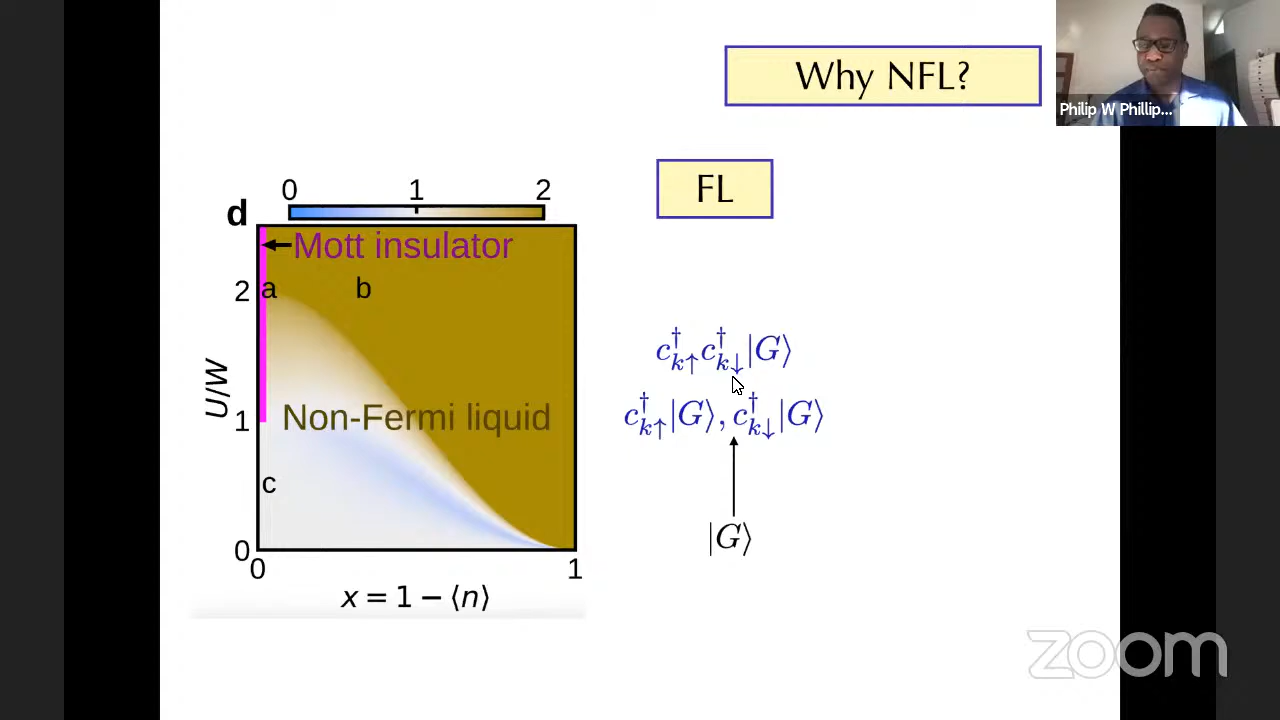 Why NFL?
Philip W Phillip...
FL
0 1 2
d
Mott insulator
2
a b
U/W
1
Non-Fermi liquid
c
0
0 1
x = 1 − ⟨n⟩
c†k↑c†k↓|G⟩
c†k↑|G⟩, c†k↓|G⟩
|G⟩
zoom